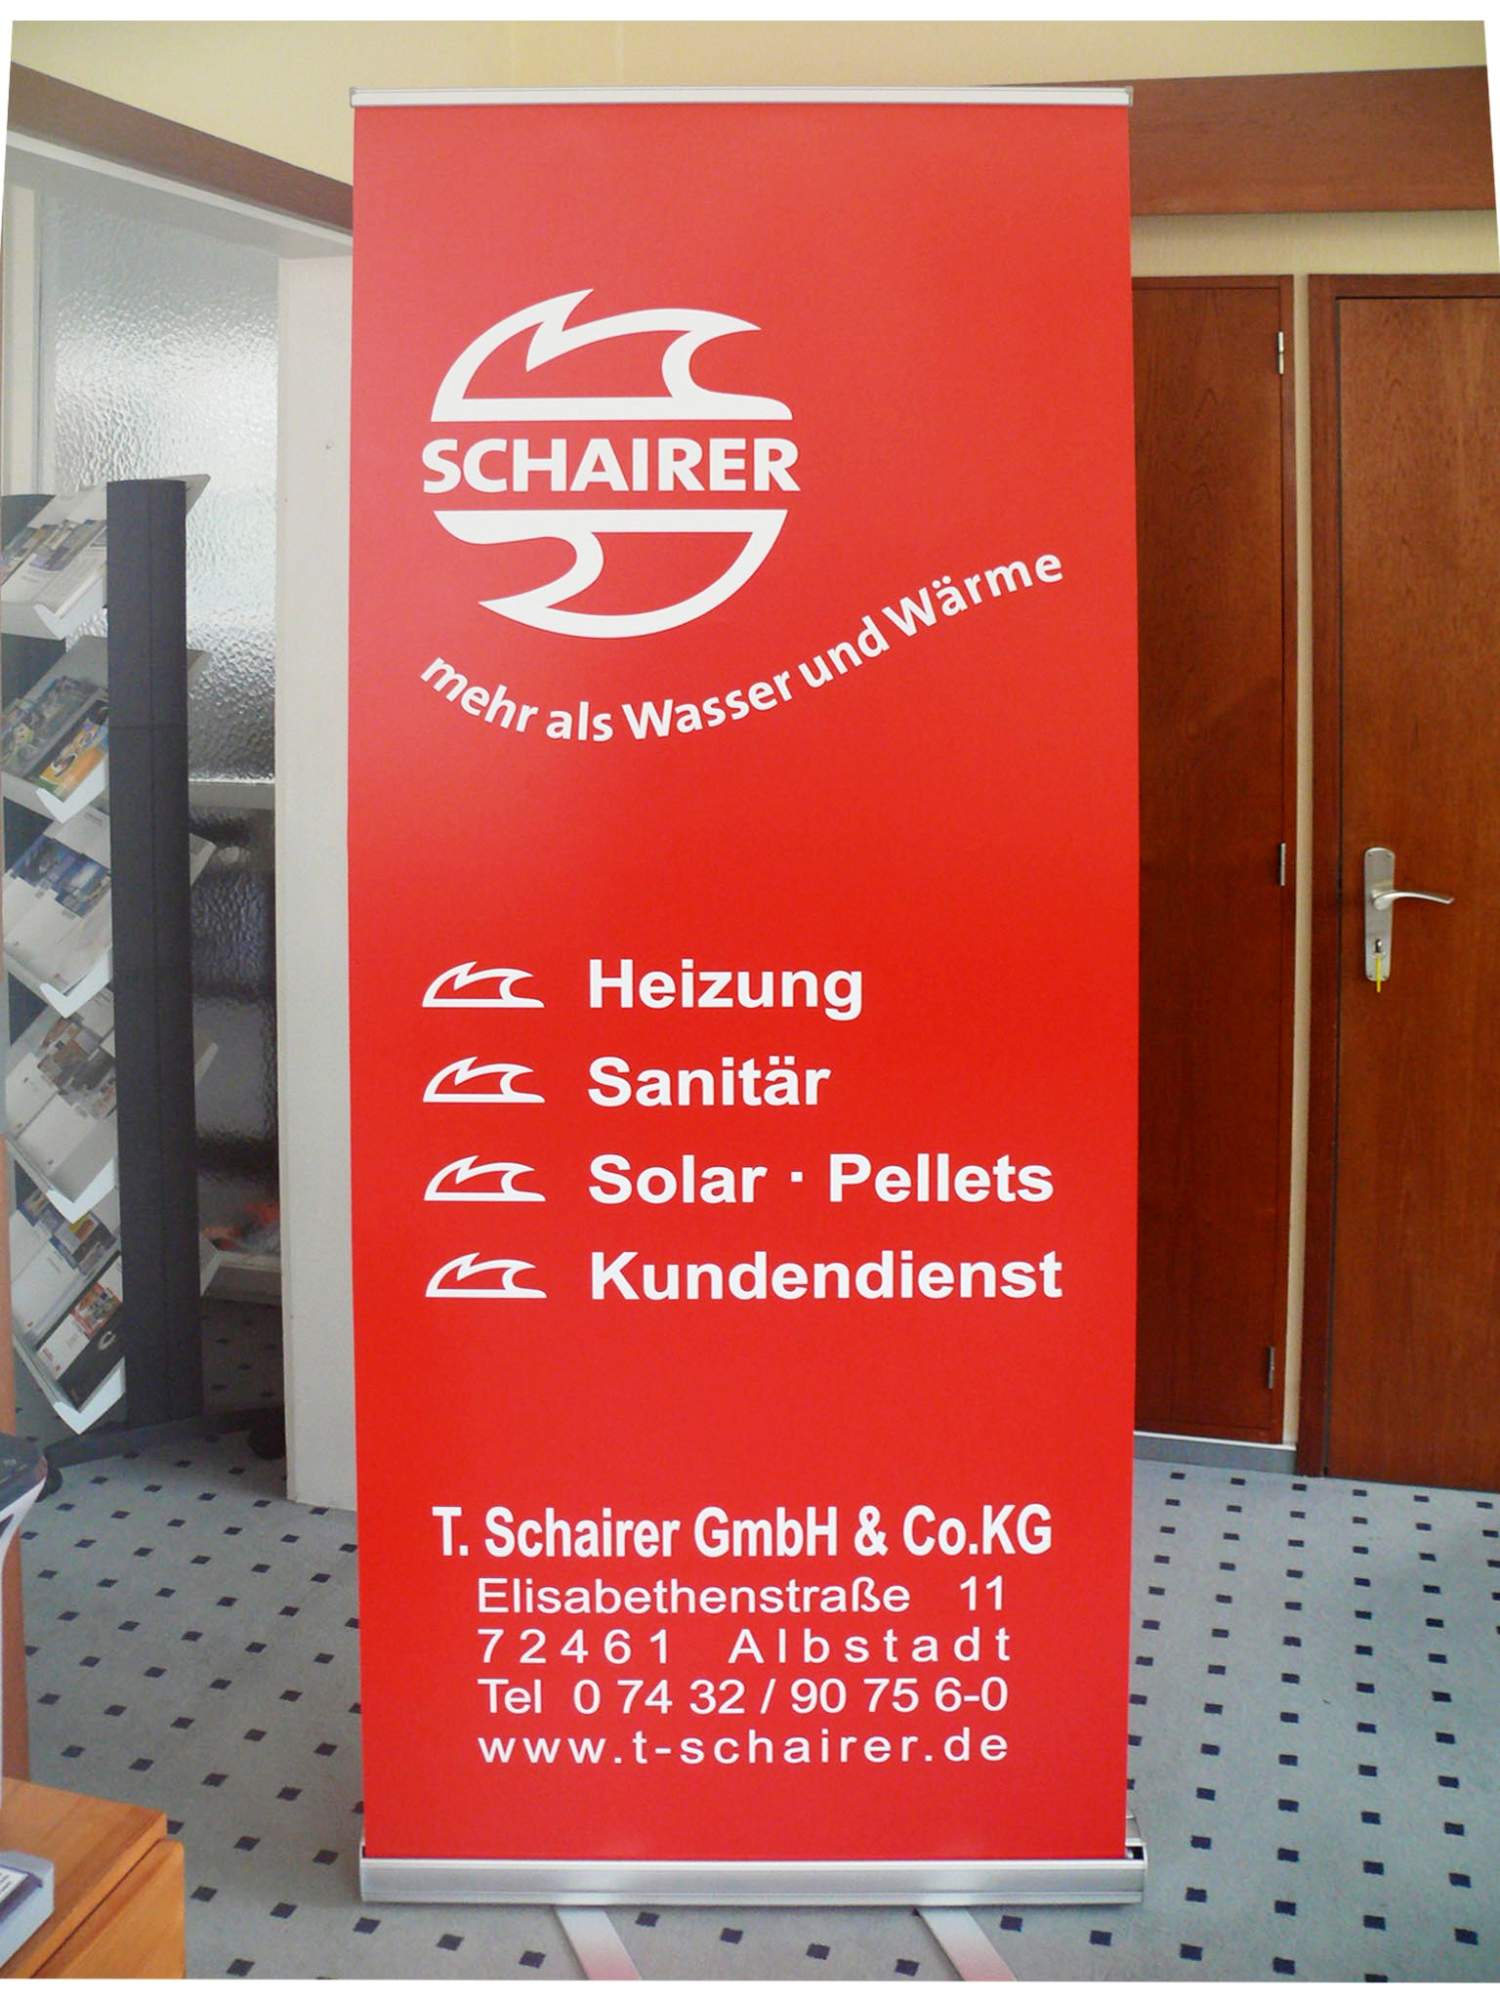 SCHAIRER
mehr als Wasser und Wärme
Heizung
Sanitär
Solar · Pellets
Kundendienst
T. Schairer GmbH & Co.KG
Elisabethenstraße 11
72461 Albstadt
Tel 0 74 32 / 90 75 6-0
www.t-schairer.de